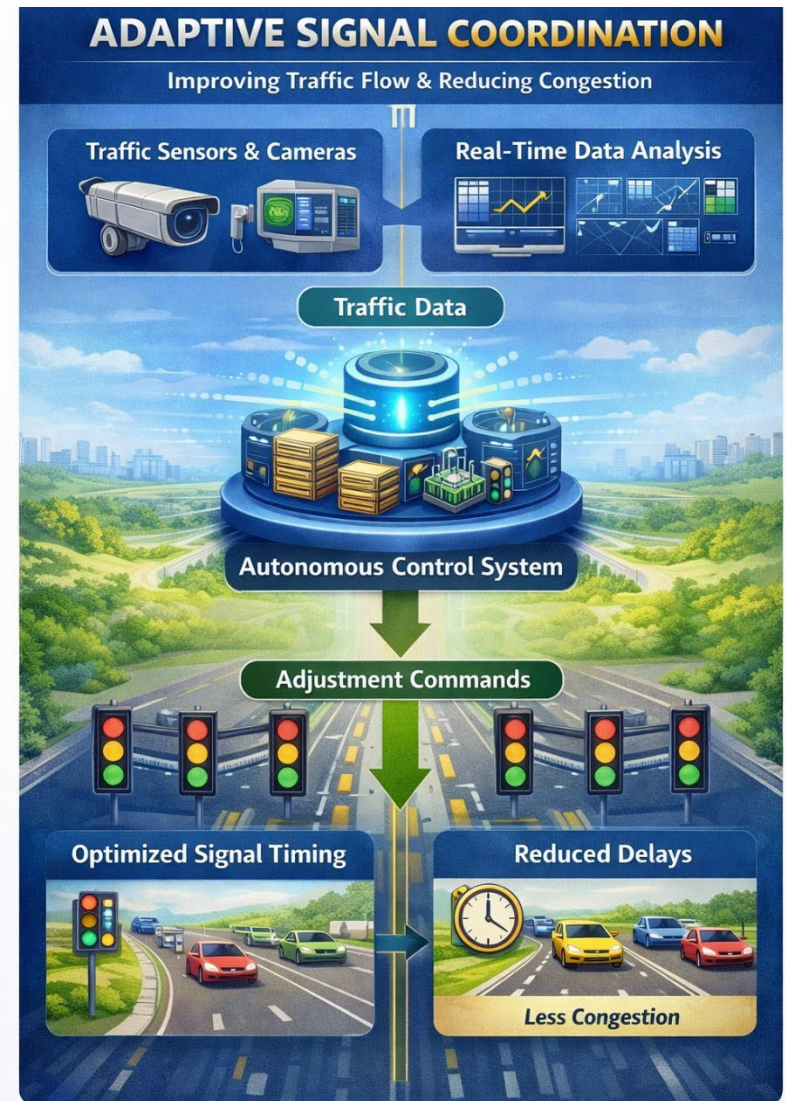 ADAPTIVE SIGNAL COORDINATION
Improving Traffic Flow & Reducing Congestion
Traffic Sensors & Cameras
Real-Time Data Analysis
Traffic Data
Autonomous Control System
Adjustment Commands
Optimized Signal Timing
Reduced Delays
Less Congestion